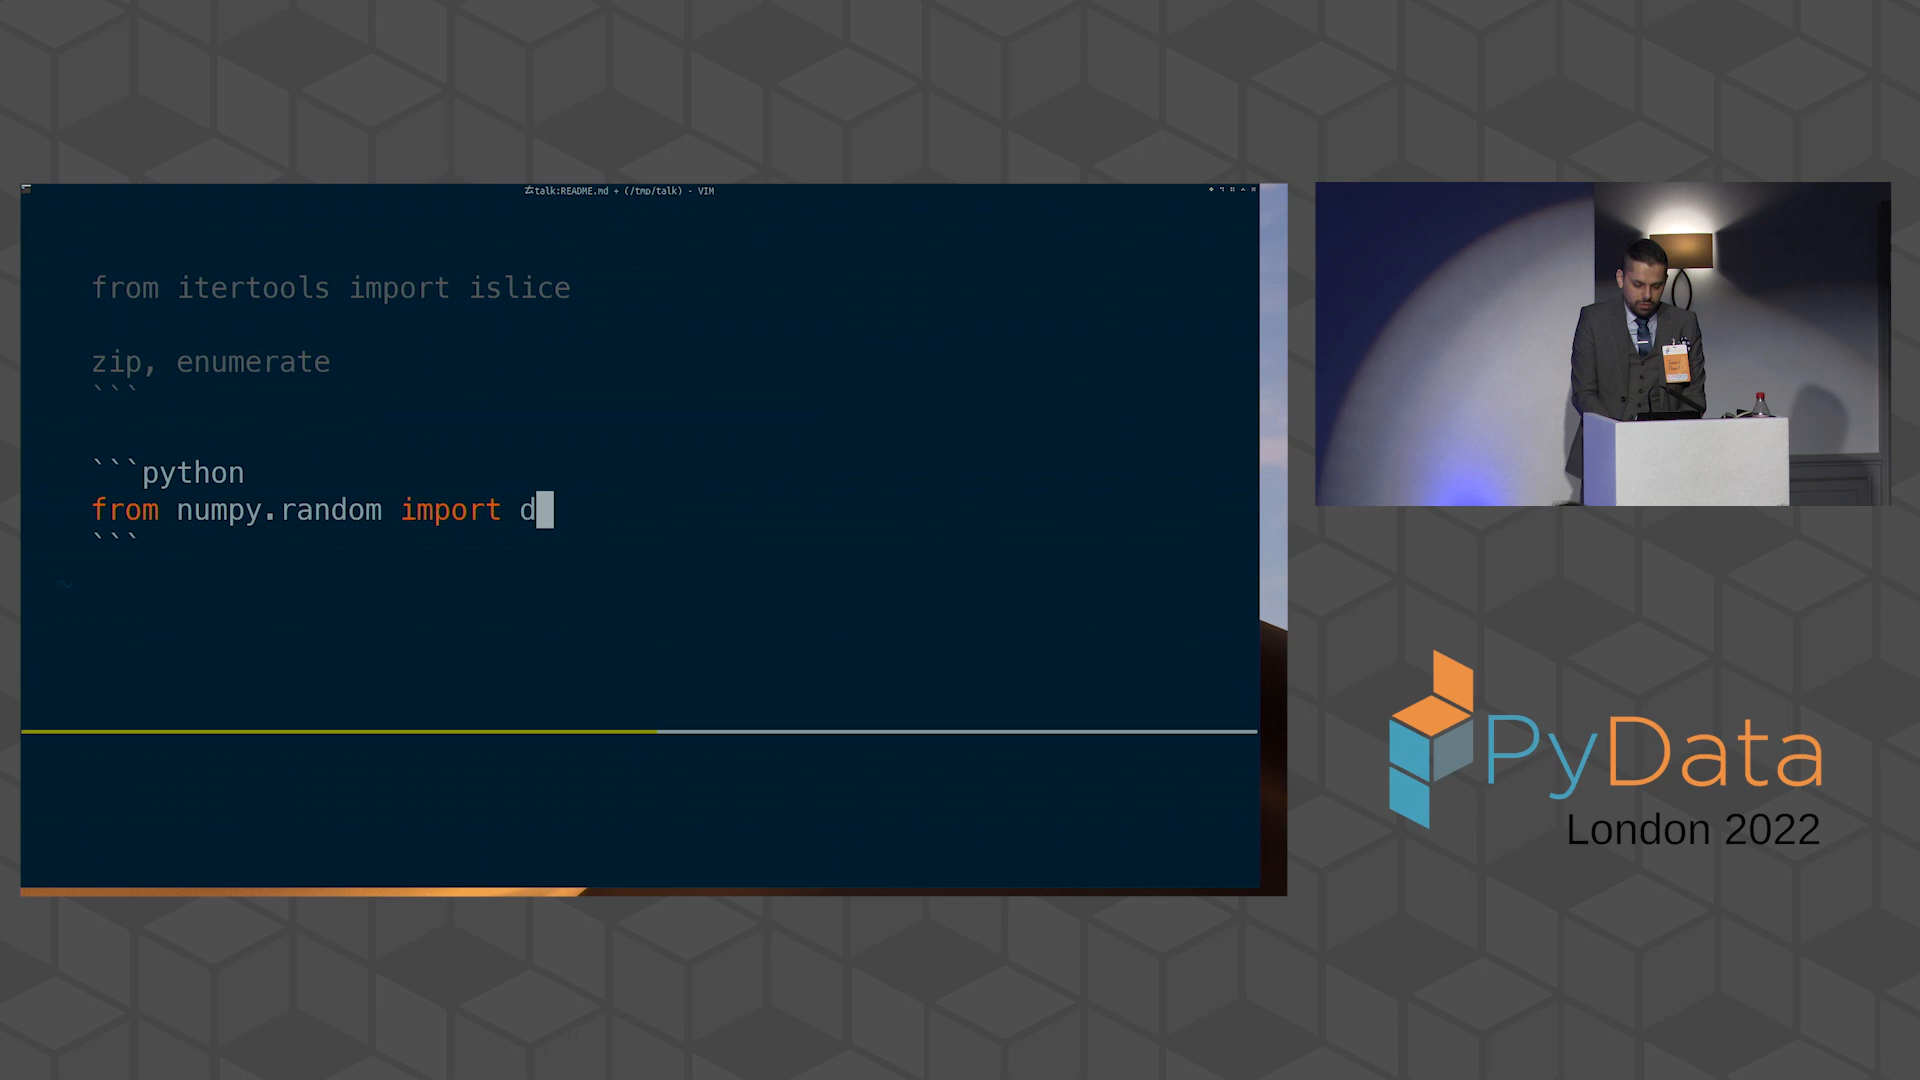 talk:README.md + (/tmp/talk) - VIM
from itertools import islice
zip, enumerate
```
```python
from numpy.random import d
```
~
PyData
London 2022